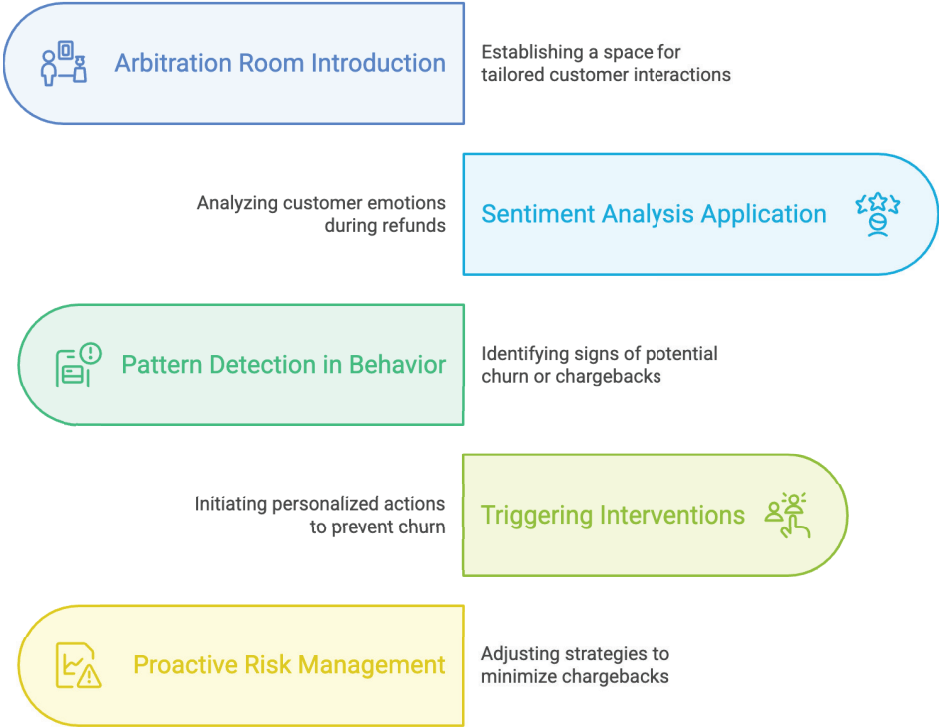 Arbitration Room Introduction
Establishing a space for
tailored customer interactions
Analyzing customer emotions
during refunds
Sentiment Analysis Application
Pattern Detection in Behavior
Identifying signs of potential
churn or chargebacks
Initiating personalized actions
to prevent churn
Triggering Interventions
Proactive Risk Management
Adjusting strategies to
minimize chargebacks